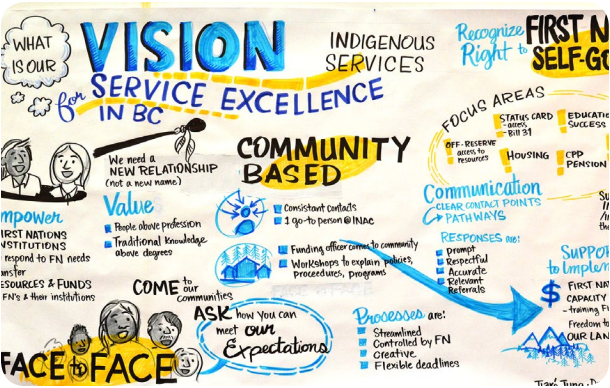 WHAT
IS OUR
VISION
for SERVICE EXCELLENCE
IN BC
INDIGENOUS
SERVICES
Recognize
Right to
FIRST N
SELF-GO
We need a
NEW RELATIONSHIP
(not a new name)
COMMUNITY
BASED
FOCUS AREAS
STATUS CARD
- access
- Bill 31
EDUCATIO
SUCCESS
OFF-RESERVE
access to
resources
HOUSING
CPP
PENSION
mpower
FIRST NATIONS
NSTITUTIONS
respond to FN needs
ansfer
ESOURCES & FUNDS
FN's & their institutions
Value
People above profession
Traditional Knowledge
above degrees
Consistant contacts
1 go-to person @ INAC
Funding officer comes to community
Workshops to explain policies,
procedures, programs
Communication
CLEAR CONTACT POINTS
PATHWAYS
RESPONSES are:
Prompt
Respectful
Accurate
Relevant
Referrals
COME to our
communities
ASK how you can
meet our
Expectations
FACE to FACE
Processes are:
Streamlined
Controlled by FN
Creative
Flexible deadlines
SUPPO
to Implemen
$
FIRST NAT
CAPACITY
- training F
Freedom to
OUR LAN